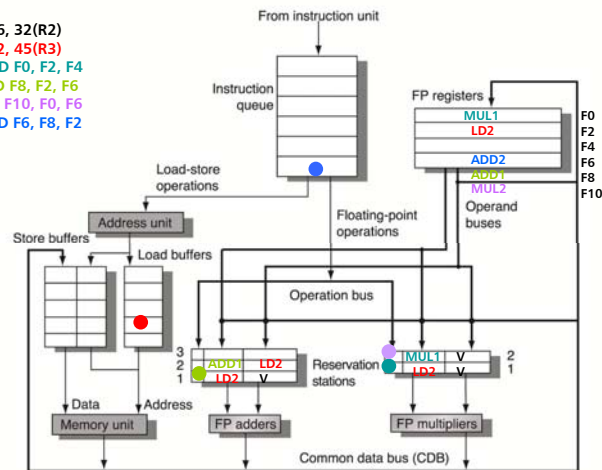 From instruction unit
6, 32(R2)
2, 45(R3)
D F0, F2, F4
D F8, F2, F6
F10, F0, F6
D F6, F8, F2
Instruction
queue
FP registers
MUL1 F0
LD2 F2
F4
ADD2 F6
ADD1 F8
MUL2 F10
Load-store
operations
Address unit
Floating-point
operations
Operand
buses
Store buffers
Load buffers
Operation bus
3
2 ADD1 LD2
1 LD2 V
Reservation
stations
MUL1 V 2
LD2 V 1
Data
Address
Memory unit
FP adders
FP multipliers
Common data bus (CDB)